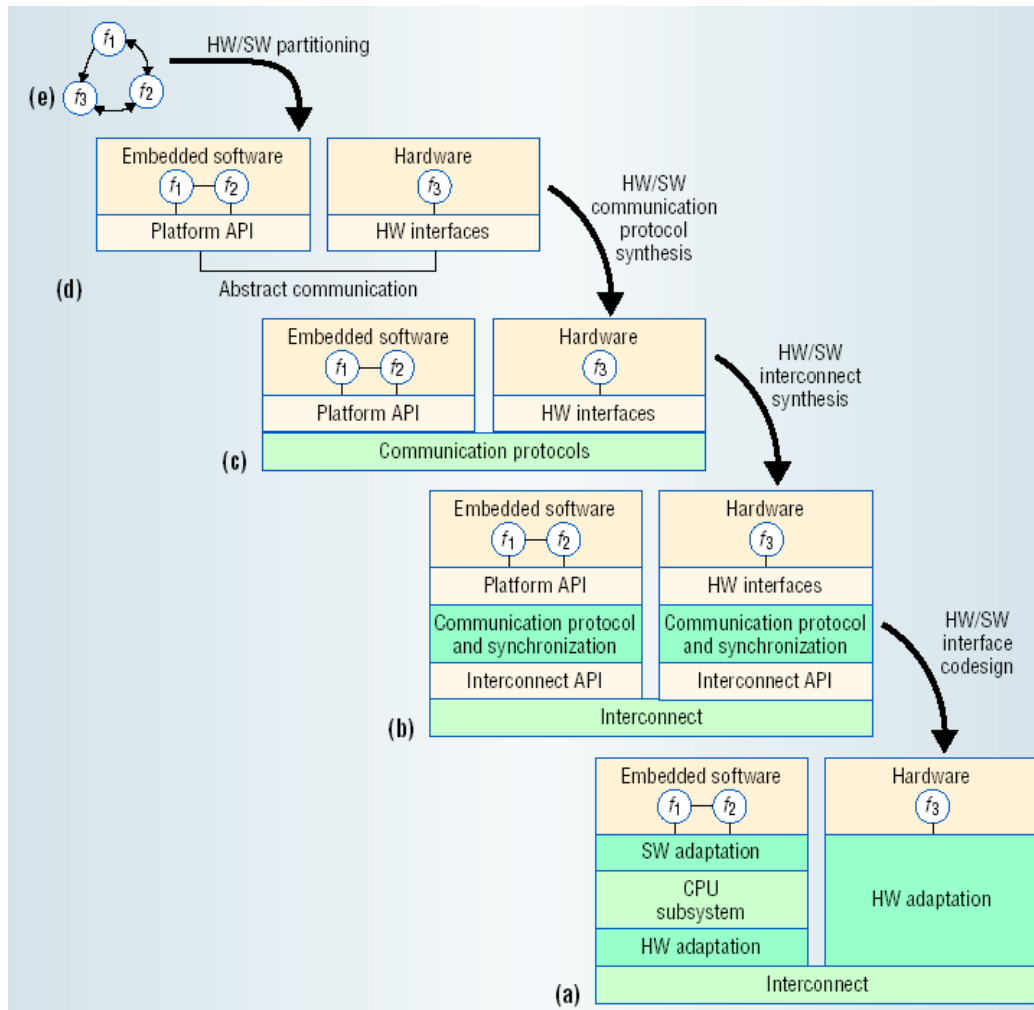 f1
HW/SW partitioning
f3
f2
(e)
Embedded software
f1
f2
Platform API
Hardware
f3
HW interfaces
HW/SW
communication
protocol
synthesis
Abstract communication
(d)
Embedded software
f1
f2
Platform API
Hardware
f3
HW interfaces
Communication protocols
HW/SW
interconnect
synthesis
(c)
Embedded software
f1
f2
Platform API
Communication protocol
and synchronization
Interconnect API
Hardware
f3
HW interfaces
Communication protocol
and synchronization
Interconnect API
Interconnect
HW/SW
interface
codesign
(b)
Embedded software
f1
f2
SW adaptation
CPU
subsystem
HW adaptation
Hardware
f3
HW adaptation
Interconnect
(a)